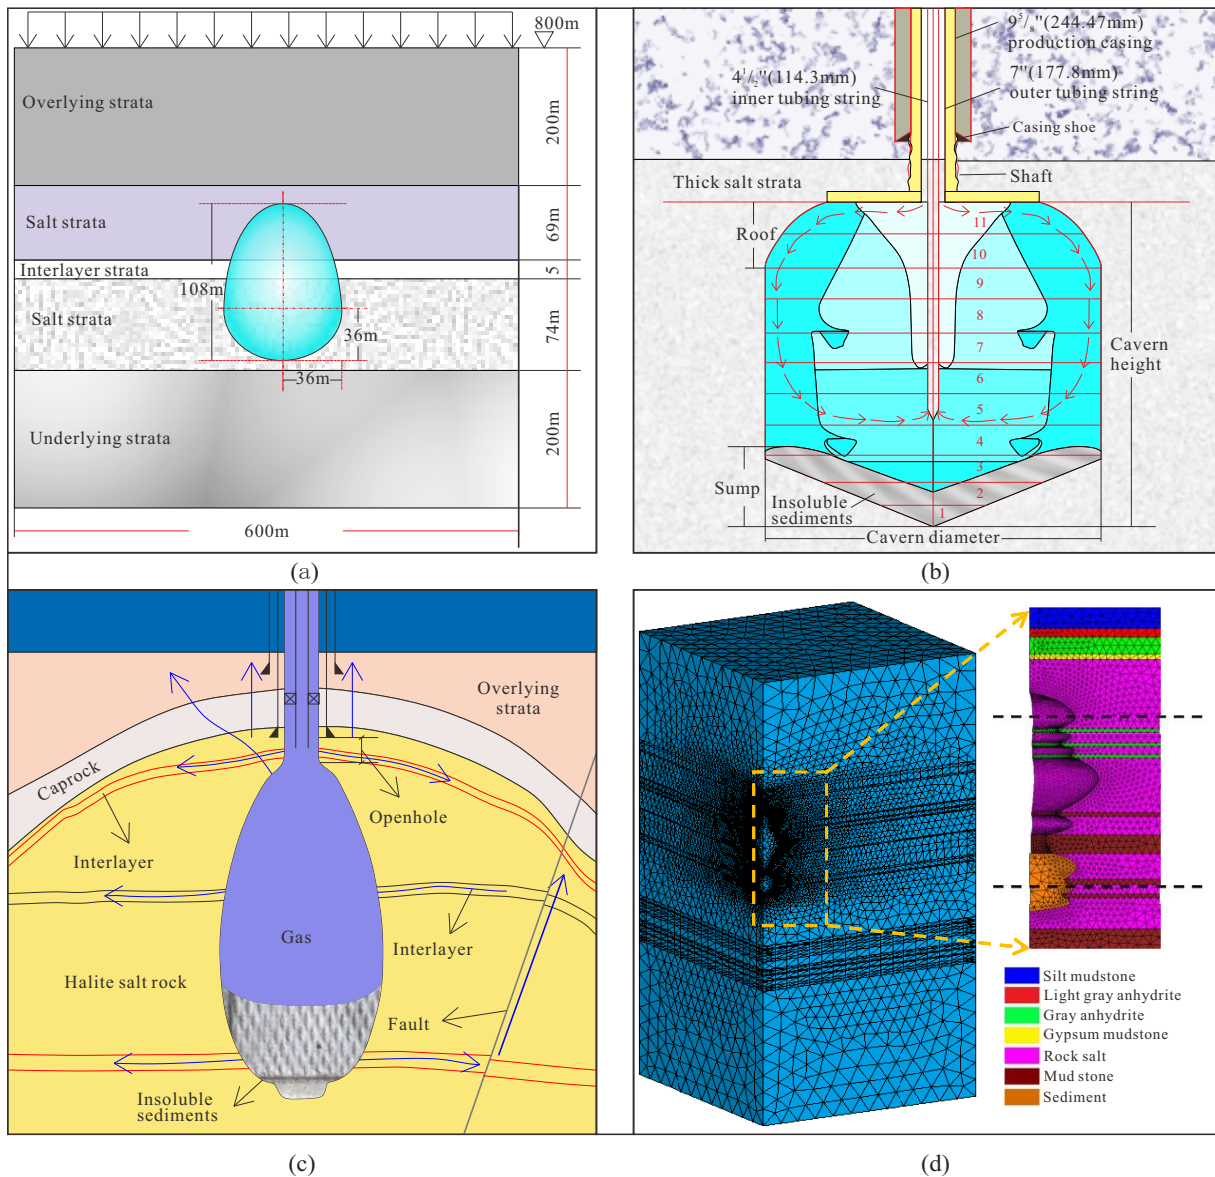 800m
Overlying strata
200m
Salt strata
69m
Interlayer strata
5
108m
Salt strata
36m
74m
36m
Underlying strata
200m
600m
(a)
9 5/8"(244.47mm)
production casing
4 1/2"(114.3mm)
inner tubing string
7"(177.8mm)
outer tubing string
Casing shoe
Shaft
Thick salt strata
Roof
11
10
9
8
7
6
5
4
3
2
1
Cavern
height
Sump
Insoluble
sediments
Cavern diameter
(b)
Overlying
strata
Caprock
Openhole
Interlayer
Gas
Interlayer
Halite salt rock
Fault
Insoluble
sediments
(c)
Silt mudstone
Light gray anhydrite
Gray anhydrite
Gypsum mudstone
Rock salt
Mud stone
Sediment
(d)